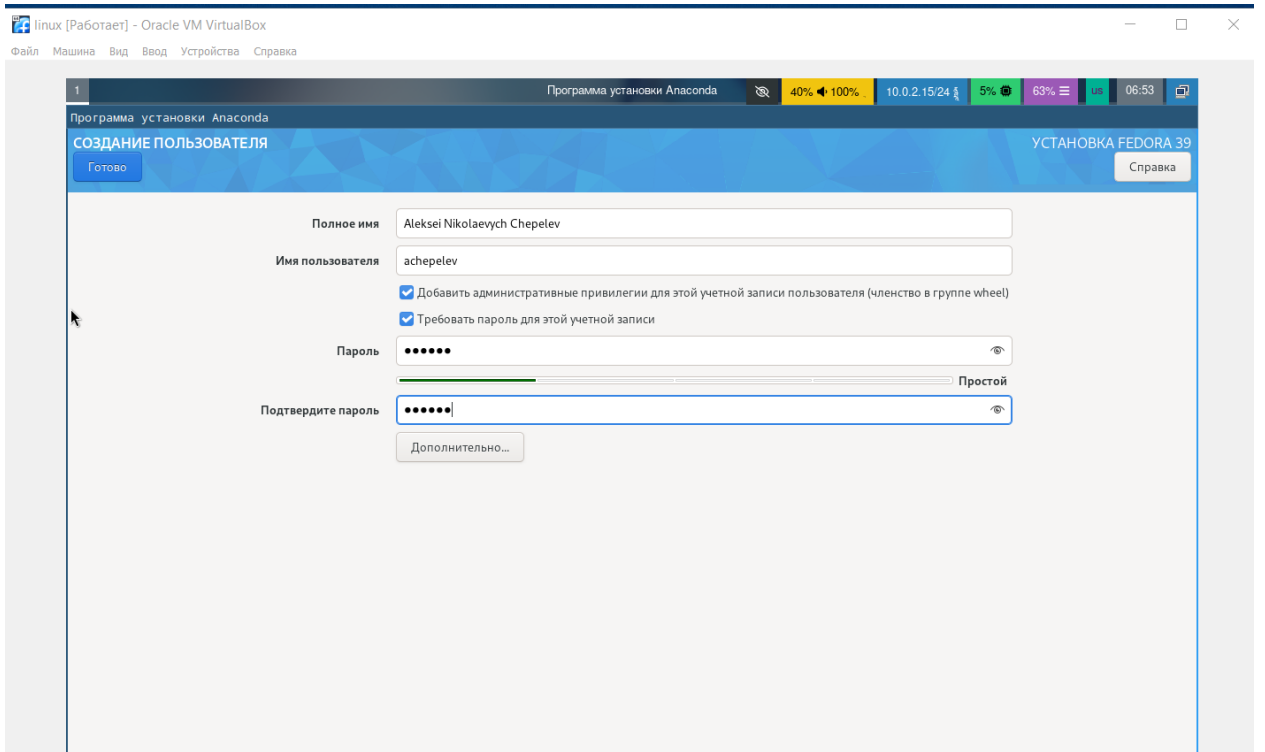 linux [Работает] - Oracle VM VirtualBox
Файл Машина Вид Ввод Устройства Справка
1 Программа установки Anaconda 40% 100% 10.0.2.15/24 5% 63% us 06:53
Программа установки Anaconda
СОЗДАНИЕ ПОЛЬЗОВАТЕЛЯ УСТАНОВКА FEDORA 39
Готово Справка
Полное имя Aleksei Nikolaevych Chepelev
Имя пользователя achepelev
Добавить административные привилегии для этой учетной записи пользователя (членство в группе wheel)
Требовать пароль для этой учетной записи
Пароль ●●●●●●
Простой
Подтвердите пароль ●●●●●●
Дополнительно...